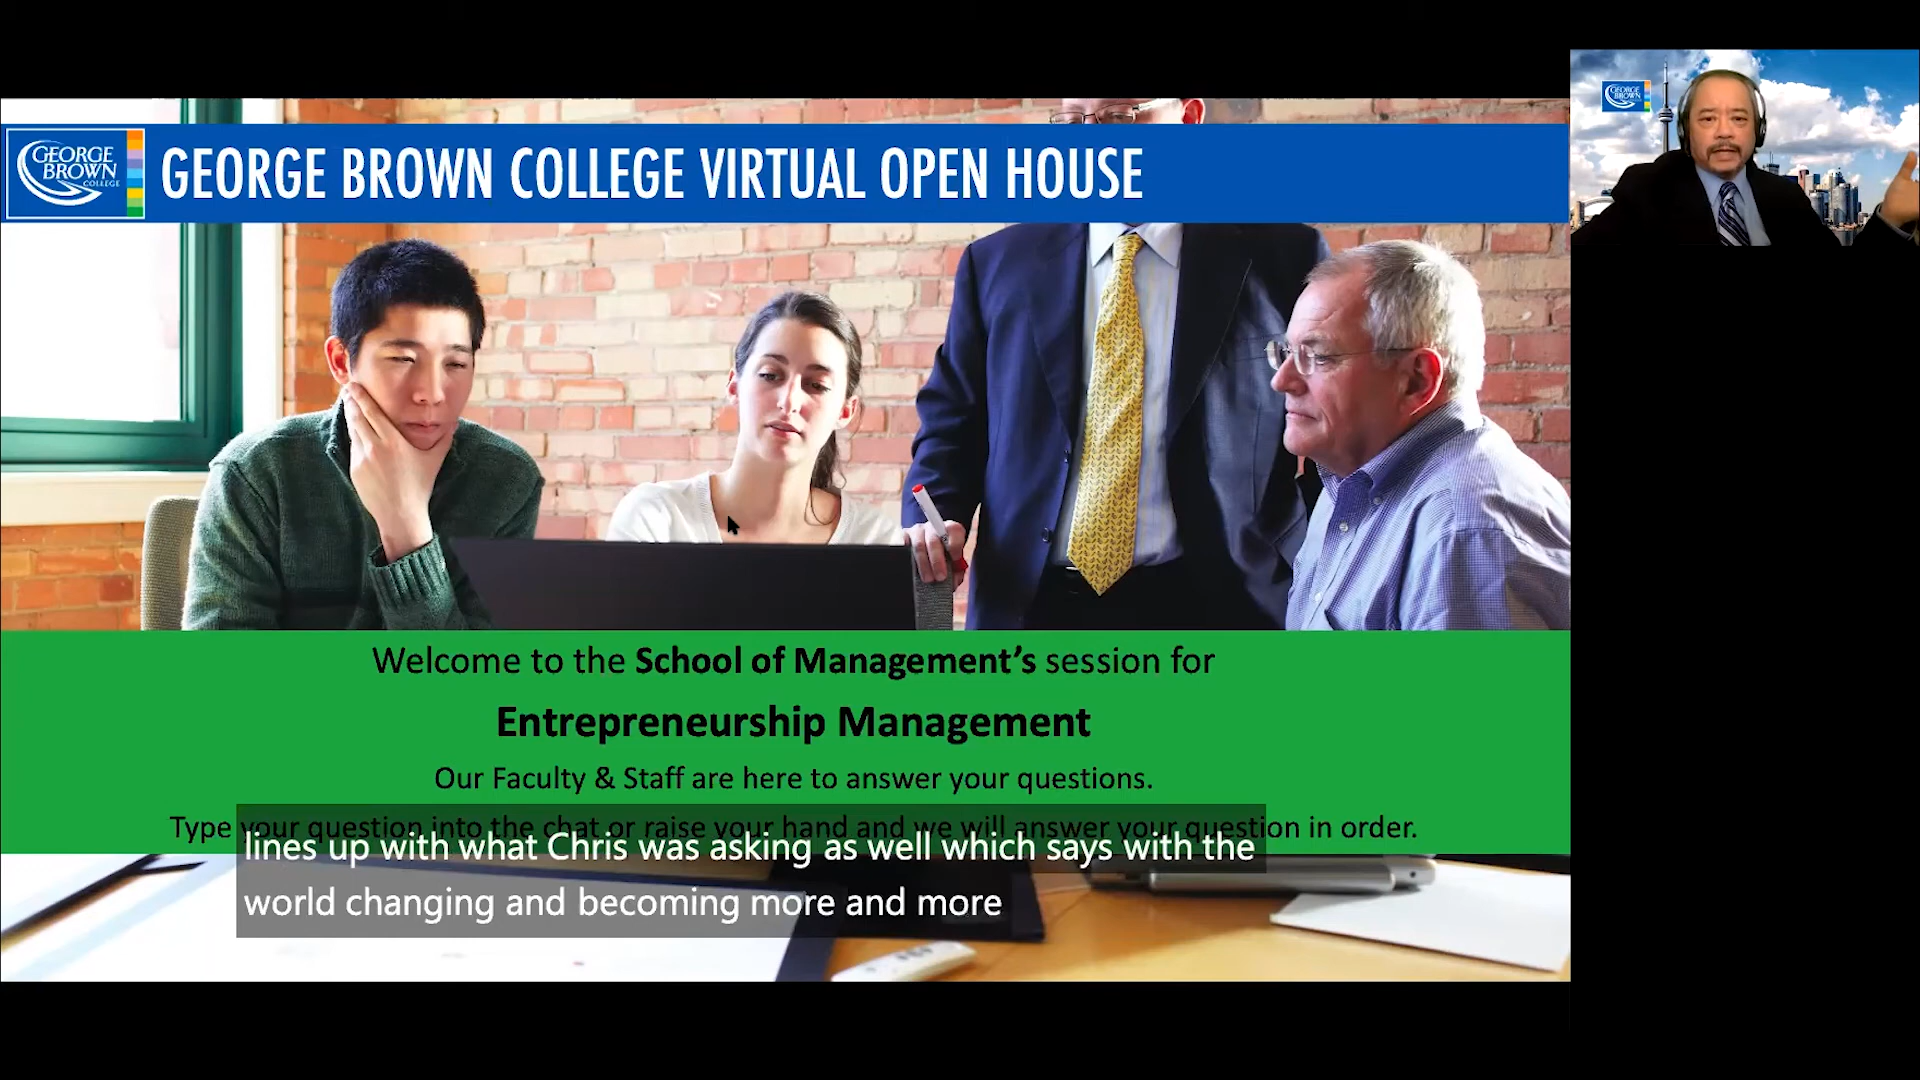 GEORGE
BROWN
COLLEGE
GEORGE BROWN COLLEGE VIRTUAL OPEN HOUSE
GEORGE
BROWN
Welcome to the School of Management's session for
Entrepreneurship Management
Our Faculty & Staff are here to answer your questions.
Type your question into the chat or raise your hand and we will answer your question in order.
lines up with what Chris was asking as well which says with the
world changing and becoming more and more